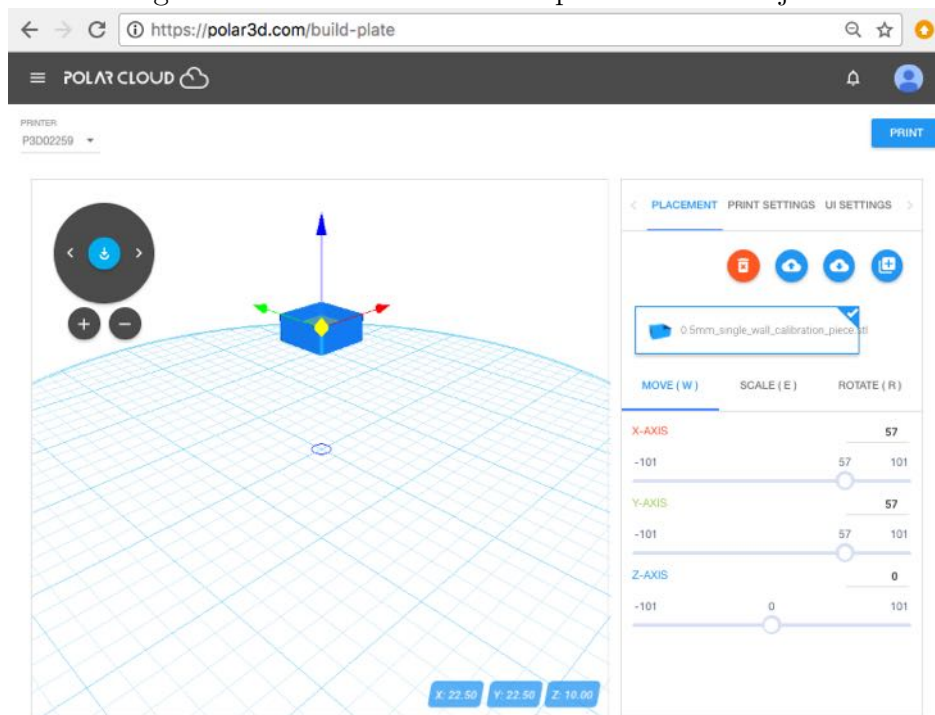 https://polar3d.com/build-plate
POLAR CLOUD
PRINTER
P3D02259
PRINT
PLACEMENT PRINT SETTINGS UI SETTINGS
0.5mm_single_wall_calibration_piece.stl
MOVE ( W ) SCALE ( E ) ROTATE ( R )
X-AXIS 57
-101 57 101
Y-AXIS 57
-101 57 101
Z-AXIS 0
-101 0 101
X: 22.50 Y: 22.50 Z: 10.00